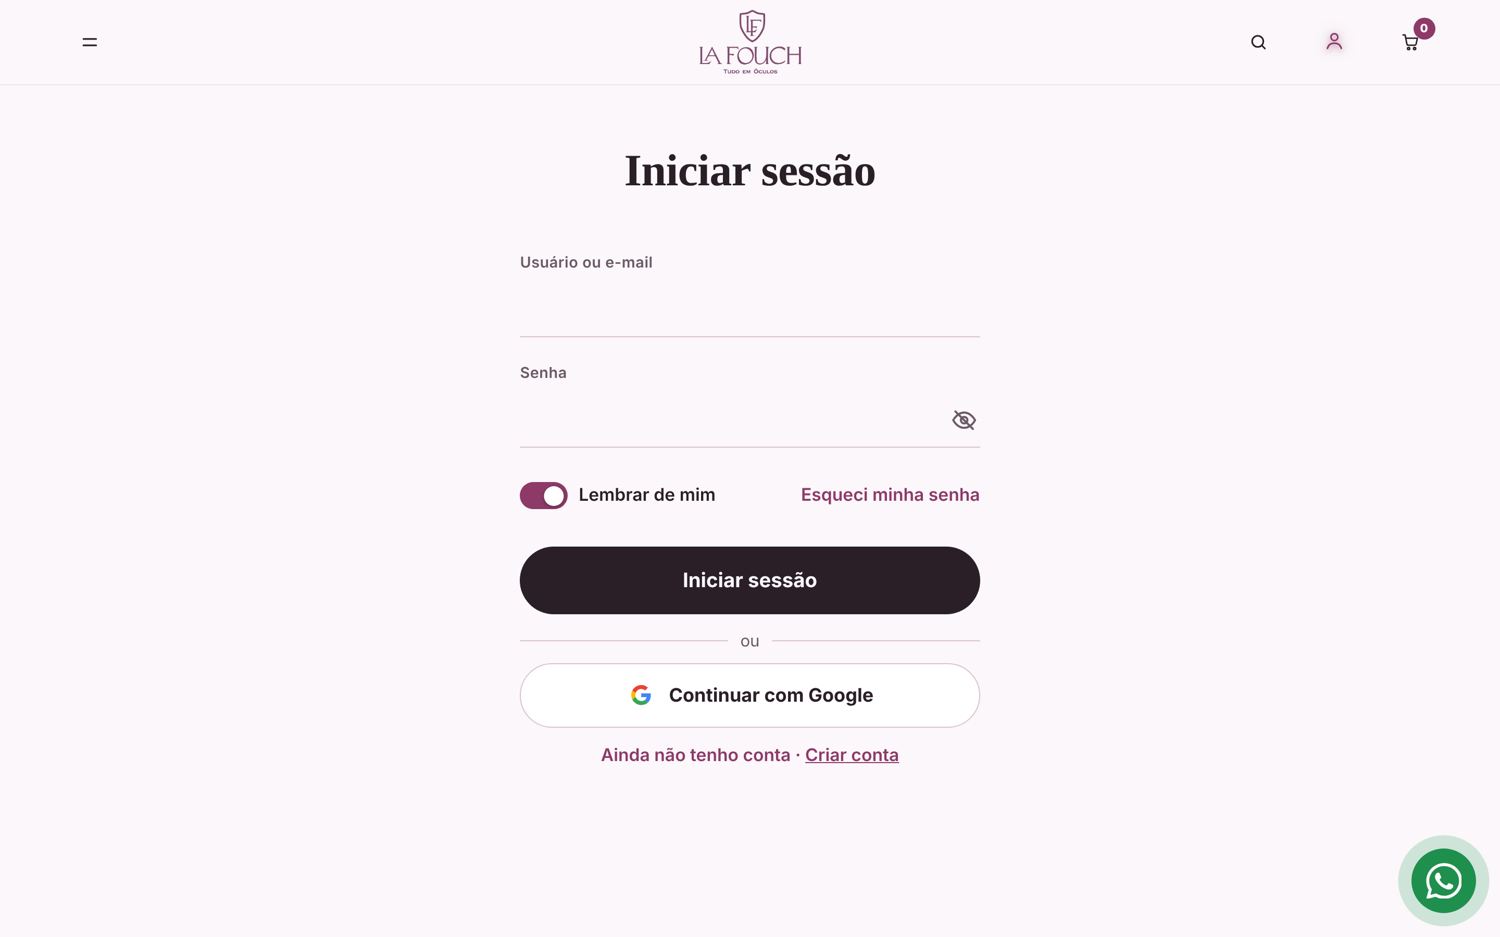 LF
LA FOUCH
Tudo em Óculos
0
Iniciar sessão
Usuário ou e-mail
Senha
Lembrar de mim
Esqueci minha senha
Iniciar sessão
ou
Continuar com Google
Ainda não tenho conta · Criar conta